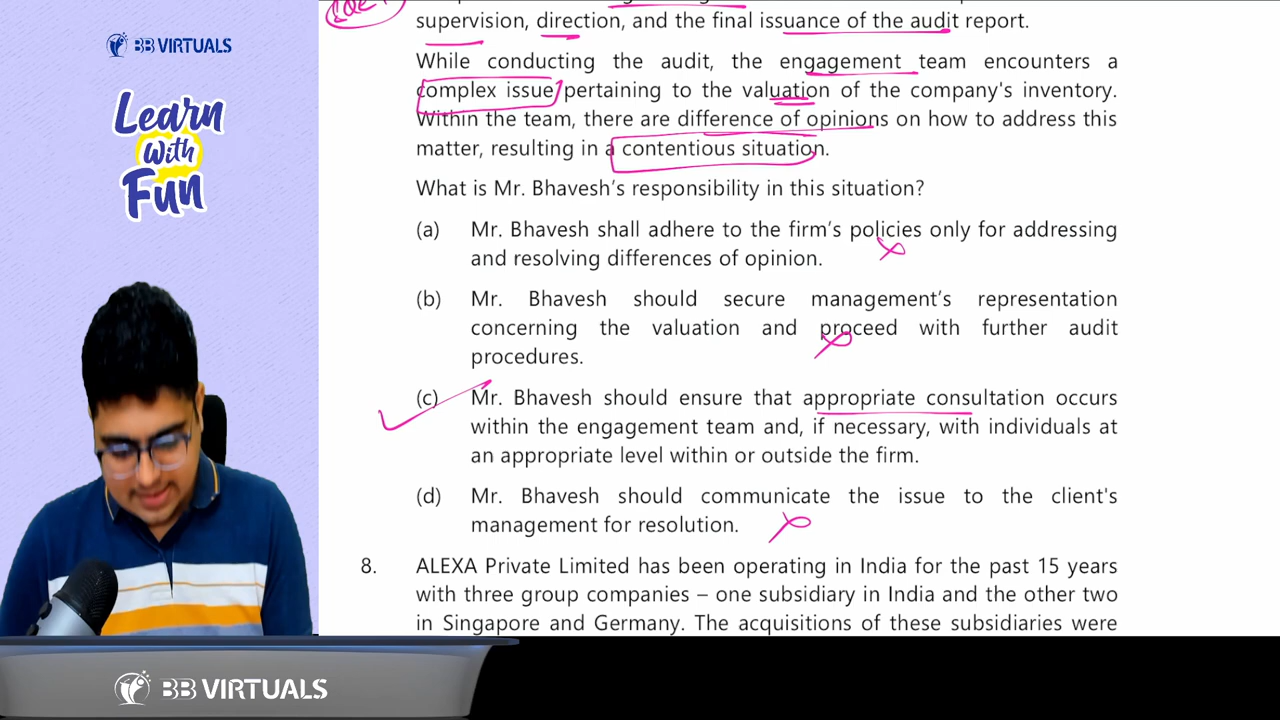 BB VIRTUALS
Learn
With
Fun
supervision, direction, and the final issuance of the audit report.
While conducting the audit, the engagement team encounters a
complex issue pertaining to the valuation of the company's inventory.
Within the team, there are difference of opinions on how to address this
matter, resulting in a contentious situation.
What is Mr. Bhavesh's responsibility in this situation?
(a) Mr. Bhavesh shall adhere to the firm's policies only for addressing
and resolving differences of opinion.
(b) Mr. Bhavesh should secure management's representation
concerning the valuation and proceed with further audit
procedures.
(c) Mr. Bhavesh should ensure that appropriate consultation occurs
within the engagement team and, if necessary, with individuals at
an appropriate level within or outside the firm.
(d) Mr. Bhavesh should communicate the issue to the client's
management for resolution.
8. ALEXA Private Limited has been operating in India for the past 15 years
with three group companies – one subsidiary in India and the other two
in Singapore and Germany. The acquisitions of these subsidiaries were
BB VIRTUALS